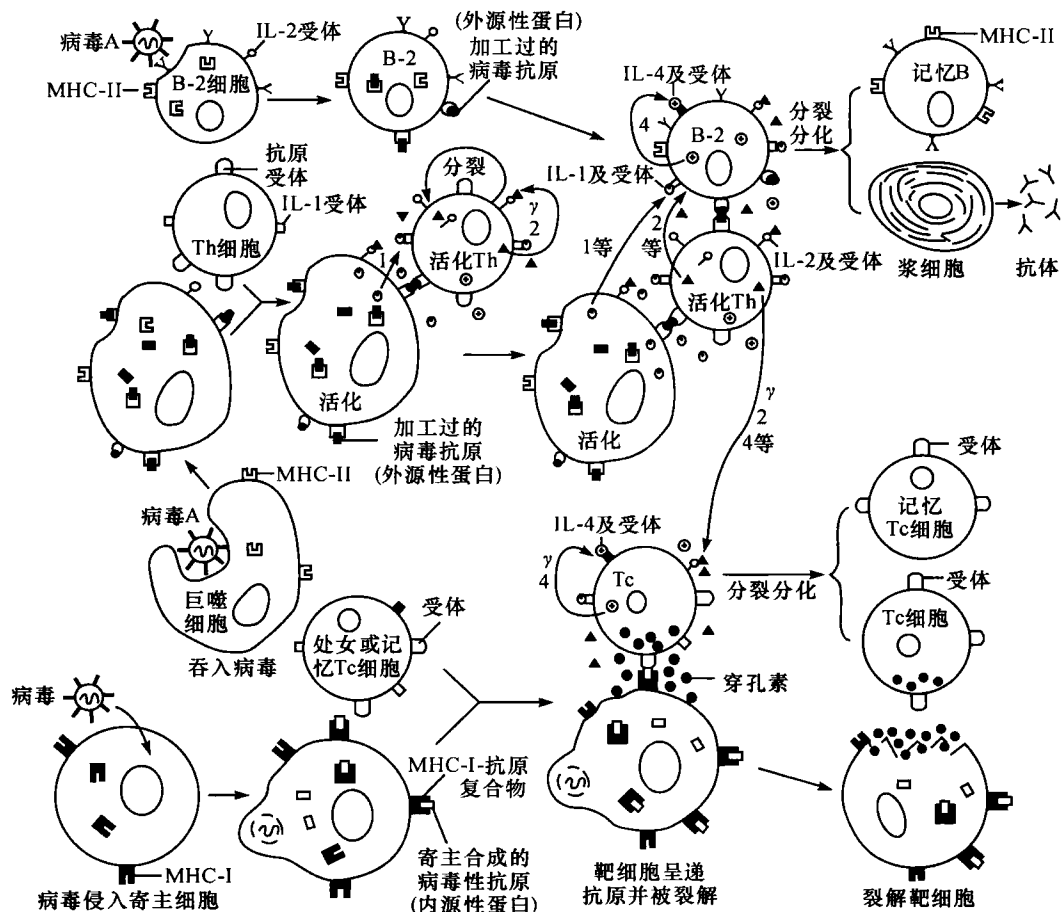 病毒A
IL-2受体
MHC-II
B-2细胞
B-2
(外源性蛋白)
加工过的
病毒抗原
IL-4及受体
4
B-2
IL-1及受体
分裂
分化
MHC-II
记忆B
浆细胞
抗体
抗原
受体
IL-1受体
Th细胞
分裂
γ
2
1
活化Th
1等
2
等
活化Th
IL-2及受体
活化
活化
加工过的
病毒抗原
(外源性蛋白)
γ
2
4等
MHC-II
病毒A
巨噬
细胞
吞入病毒
受体
处女或记
忆Tc细胞
IL-4及受体
γ
4
Tc
分裂分化
受体
记忆
Tc细胞
受体
Tc细胞
穿孔素
病毒
MHC-I-抗原
复合物
MHC-I
病毒侵入寄主细胞
寄主合成的
病毒性抗原
(内源性蛋白)
靶细胞呈递
抗原并被裂解
裂解靶细胞